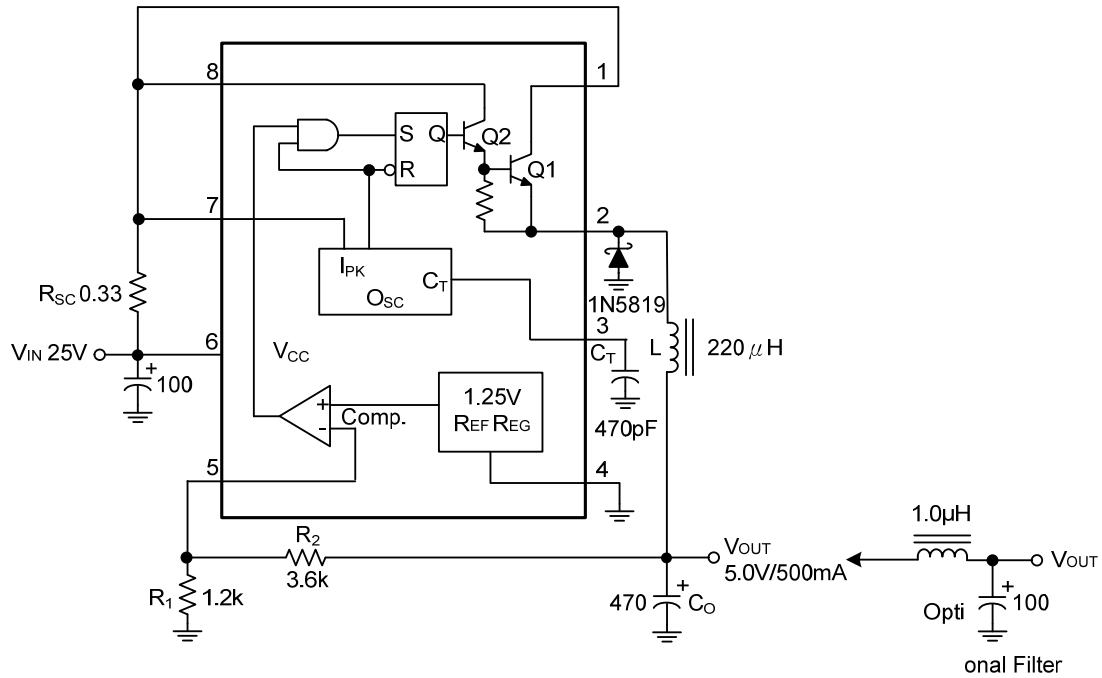 8
1
S Q
Q2
R
Q1
7
2
IPK
CT
OSC
1N5819
RSC 0.33
3
6
VIN 25V
VCC
CT
L
220 μH
+
100
1.25V
REF REG
+
Comp.
-
470pF
5
4
R2
3.6k
1.0µH
VOUT
5.0V/500mA
VOUT
R1
1.2k
470
+
CO
Opti
+
100
onal Filter